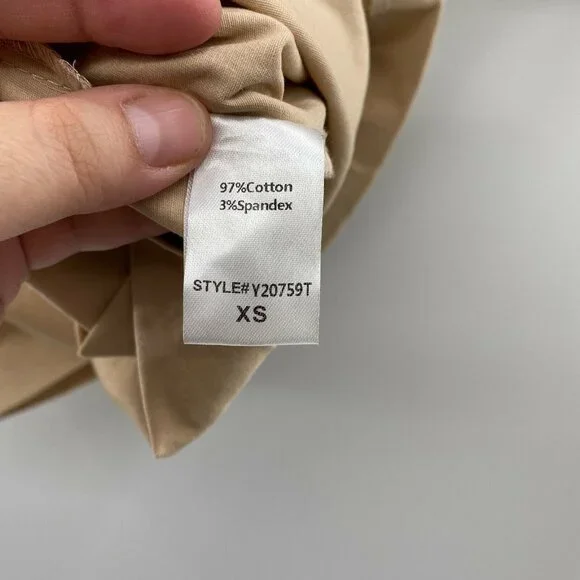 97%Cotton
3%Spandex
STYLE# Y20759T
XS